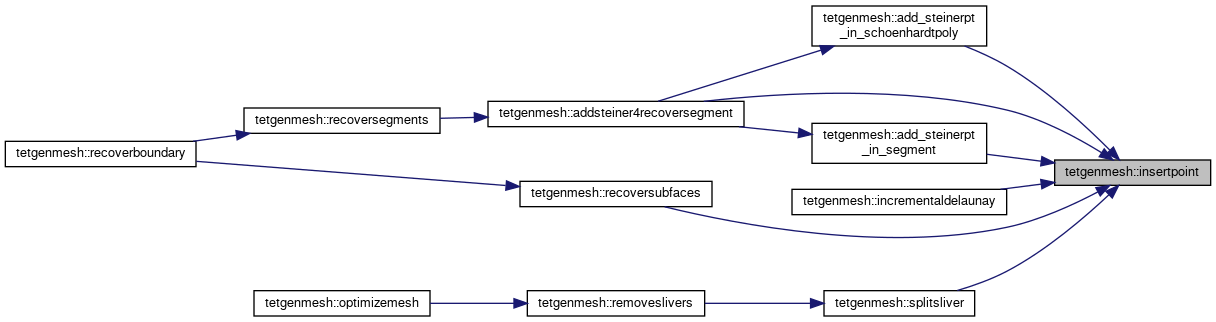 tetgenmesh::add_steinerpt
_in_schoenhardtpoly
tetgenmesh::addsteiner4recoversegment
tetgenmesh::recoversegments
tetgenmesh::add_steinerpt
_in_segment
tetgenmesh::recoverboundary
tetgenmesh::insertpoint
tetgenmesh::recoversubfaces
tetgenmesh::incrementaldelaunay
tetgenmesh::optimizemesh
tetgenmesh::removeslivers
tetgenmesh::splitsliver